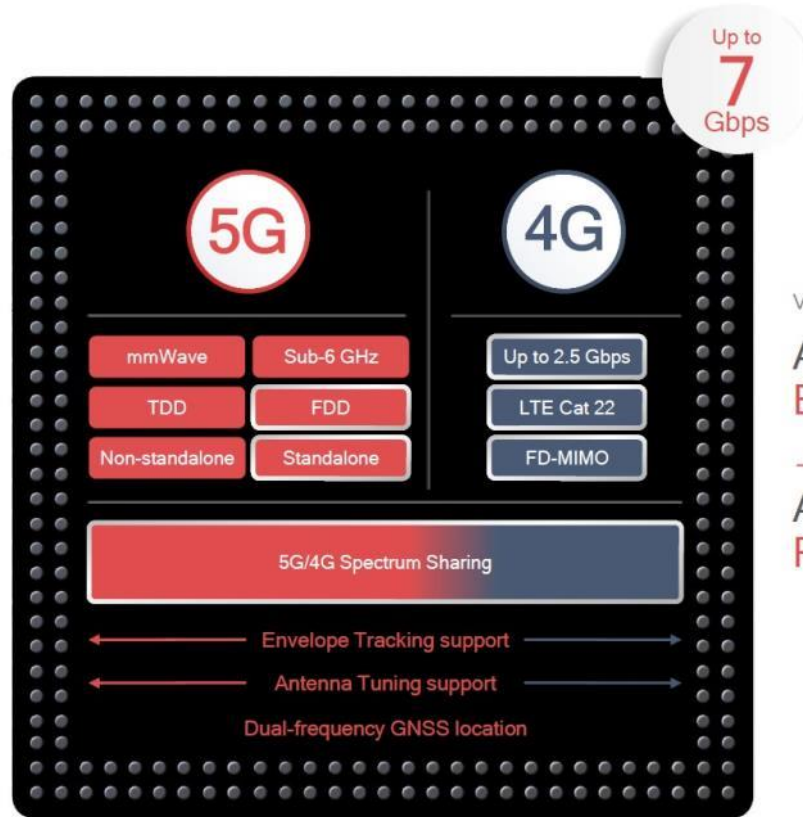 Up to
7
Gbps
5G
4G
mmWave
Sub-6 GHz
Up to 2.5 Gbps
TDD
FDD
LTE Cat 22
Non-standalone
Standalone
FD-MIMO
5G/4G Spectrum Sharing
Envelope Tracking support
Antenna Tuning support
Dual-frequency GNSS location